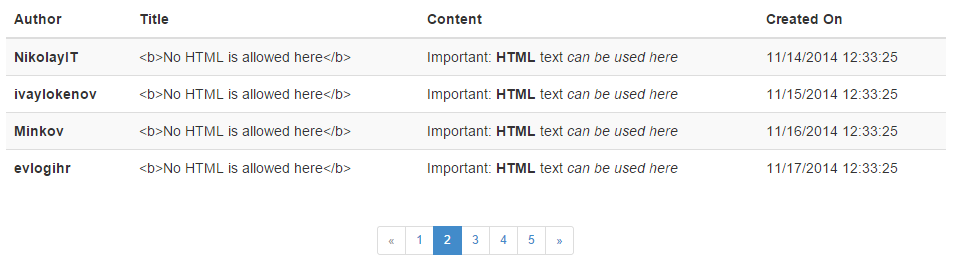 Author Title Content Created On
NikolayIT <b>No HTML is allowed here</b> Important: HTML text can be used here 11/14/2014 12:33:25
ivaylokenov <b>No HTML is allowed here</b> Important: HTML text can be used here 11/15/2014 12:33:25
Minkov <b>No HTML is allowed here</b> Important: HTML text can be used here 11/16/2014 12:33:25
evlogihr <b>No HTML is allowed here</b> Important: HTML text can be used here 11/17/2014 12:33:25
« 1 2 3 4 5 »